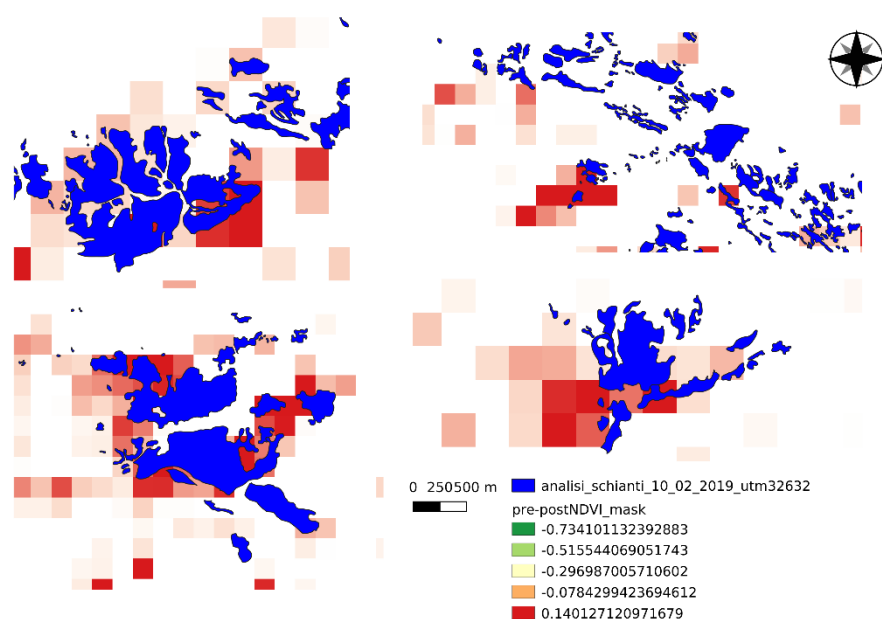 0 250500 m
analisi_schianti_10_02_2019_utm32632
pre-postNDVI_mask
-0.734101132392883
-0.515544069051743
-0.296987005710602
-0.0784299423694612
0.140127120971679